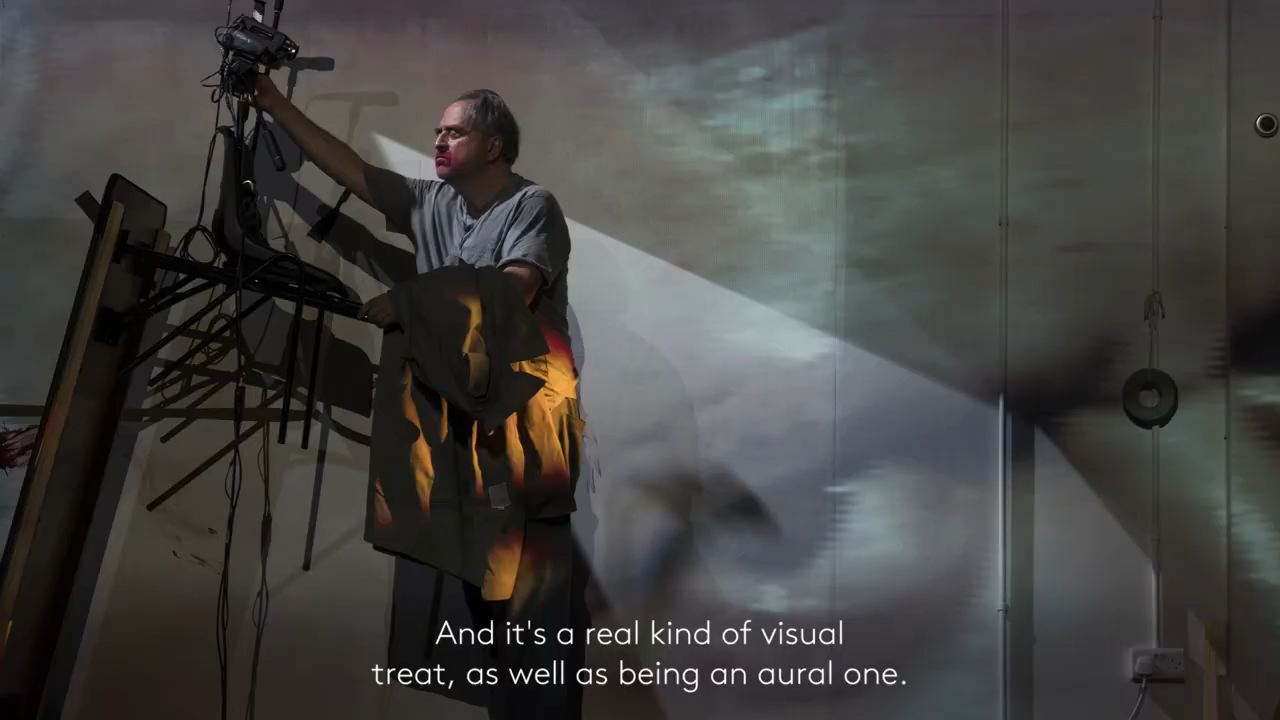 And it's a real kind of visual
treat, as well as being an aural one.